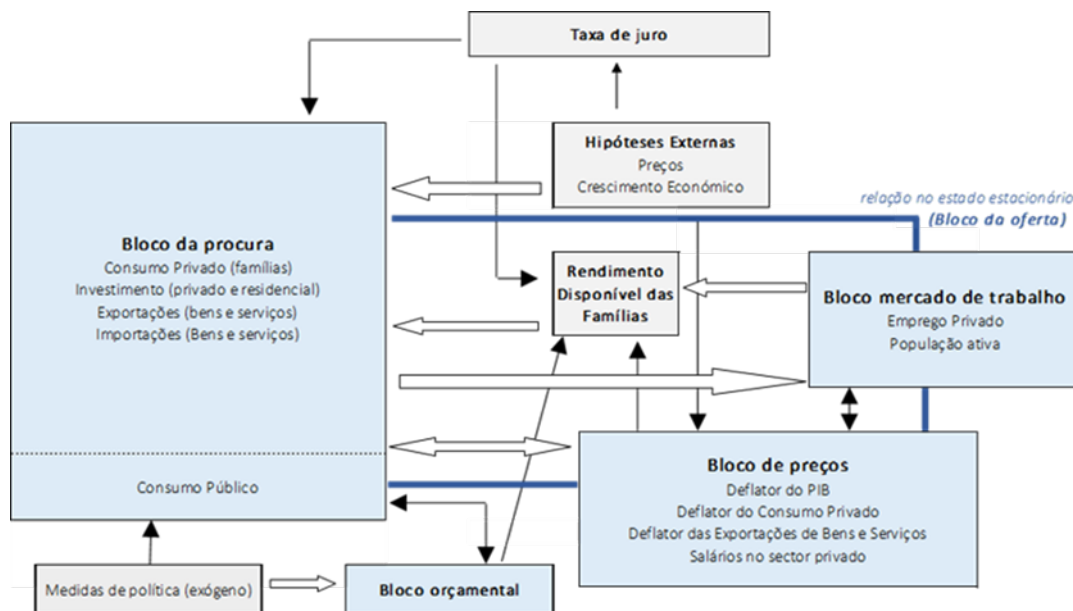 Taxa de juro
Hipóteses Externas
Preços
Crescimento Económico
relação no estado estacionário
(Bloco da oferta)
Bloco da procura
Consumo Privado (famílias)
Investimento (privado e residencial)
Exportações (bens e serviços)
Importações (Bens e serviços)
Rendimento
Disponível das
Famílias
Bloco mercado de trabalho
Emprego Privado
População ativa
Consumo Público
Bloco de preços
Deflator do PIB
Deflator do Consumo Privado
Deflator das Exportações de Bens e Serviços
Salários no sector privado
Medidas de política (exógeno)
Bloco orçamental